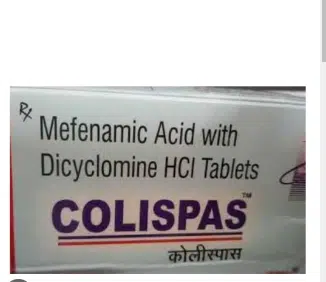 Rx
Mefenamic Acid with
Dicyclomine HCl Tablets
COLISPAS™
कोलीस्पास